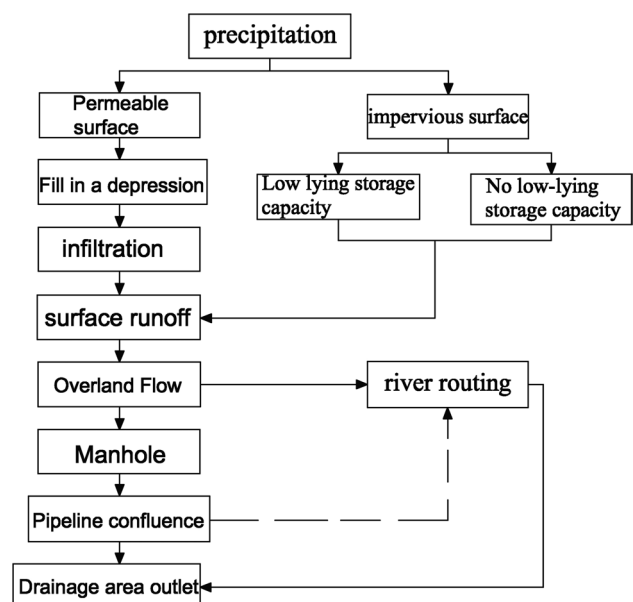 precipitation
Permeable
surface
impervious surface
Fill in a depression
Low lying storage
capacity
No low-lying
storage capacity
infiltration
surface runoff
Overland Flow
river routing
Manhole
Pipeline confluence
Drainage area outlet